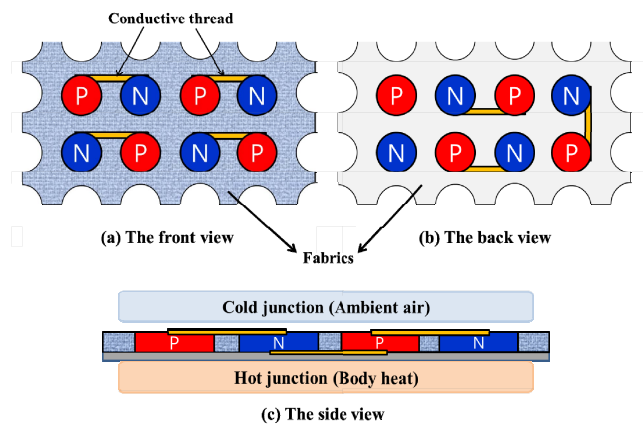 Conductive thread
P N P N
N P N P
P N P N
N P N P
(a) The front view
(b) The back view
Fabrics
Cold junction (Ambient air)
P N P N
Hot junction (Body heat)
(c) The side view